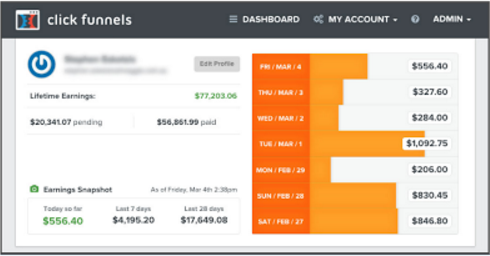 click funnels
DASHBOARD
MY ACCOUNT
ADMIN
Edit Profile
Lifetime Earnings: $77,203.06
$20,341.07 pending $56,861.99 paid
Earnings Snapshot As of Friday, Mar 4th 2:38pm
Today so far Last 7 days Last 28 days
$556.40 $4,195.20 $17,649.08
FRI / MAR / 4 $556.40
THU / MAR / 3 $327.60
WED / MAR / 2 $284.00
TUE / MAR / 1 $1,092.75
MON / FEB / 29 $206.00
SUN / FEB / 28 $830.45
SAT / FEB / 27 $846.80